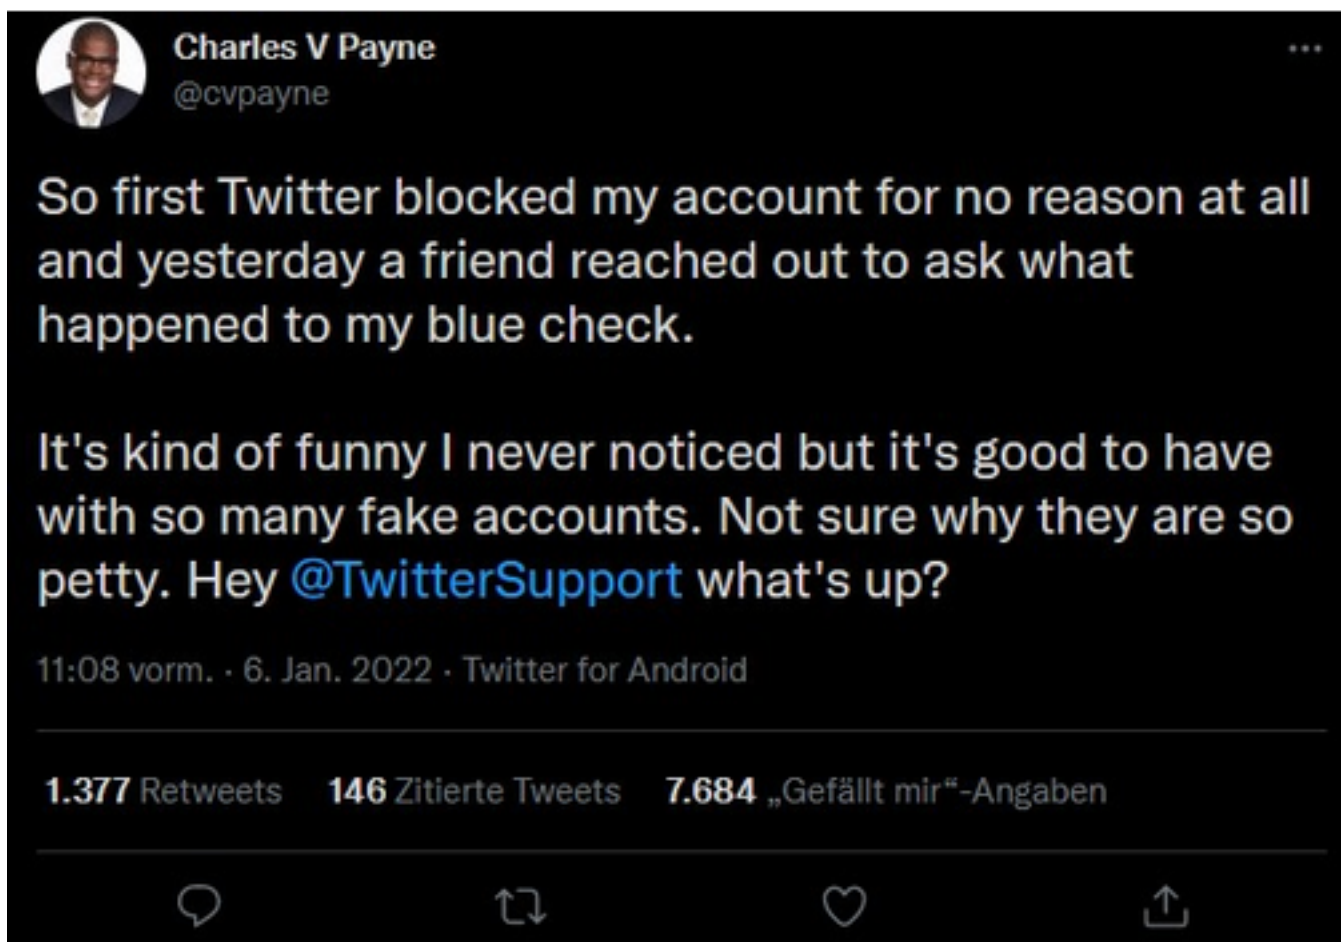 Charles V Payne
@cvpayne
So first Twitter blocked my account for no reason at all
and yesterday a friend reached out to ask what
happened to my blue check.
It's kind of funny I never noticed but it's good to have
with so many fake accounts. Not sure why they are so
petty. Hey @TwitterSupport what's up?
11:08 vorm. · 6. Jan. 2022 · Twitter for Android
1.377 Retweets 146 Zitierte Tweets 7.684 „Gefällt mir“-Angaben